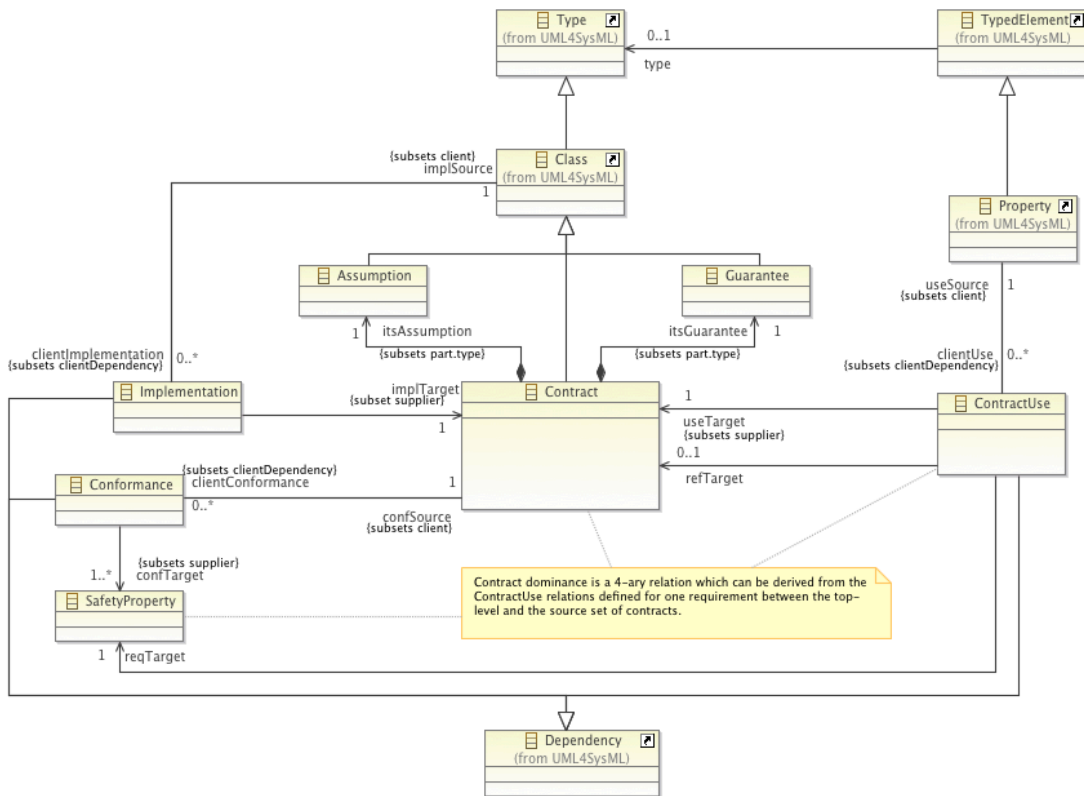 Type
(from UML4SysML)
TypedElement
(from UML4SysML)
0..1
type
{subsets client}
implSource
1
Class
(from UML4SysML)
Property
(from UML4SysML)
Assumption
Guarantee
useSource
{subsets client}
1
1
itsAssumption
{subsets part.type}
itsGuarantee
1
{subsets part.type}
clientImplementation
{subsets clientDependency}
0..*
clientUse
0..*
{subsets clientDependency}
Implementation
implTarget
{subset supplier}
1
Contract
1
useTarget
{subsets supplier}
ContractUse
0..1
refTarget
{subsets clientDependency}
clientConformance
0..*
1
confSource
{subsets client}
Conformance
{subsets supplier}
1..*
confTarget
SafetyProperty
1
reqTarget
Contract dominance is a 4-ary relation which can be derived from the
ContractUse relations defined for one requirement between the top-
level and the source set of contracts.
Dependency
(from UML4SysML)